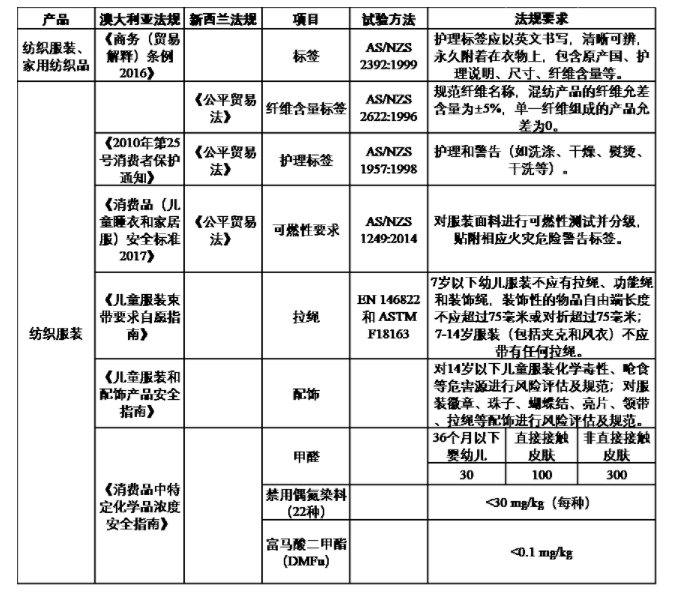 产品 澳大利亚法规 新西兰法规 项目 试验方法 法规要求
纺织服装、
家用纺织品
《商务（贸易
解释）条例
2016》
标签
AS/NZS
2392:1999
护理标签应以英文书写，清晰可辨，
永久附着在衣物上，包含原产国、护
理说明、尺寸、纤维含量等。
纺织服装
《公平贸易
法》
纤维含量标签
AS/NZS
2622:1996
规范纤维名称，混纺产品的纤维允差
含量为±5%，单一纤维组成的产品允
差为0。
《2010年第25
号消费者保护
通知》
《公平贸易
法》
护理标签
AS/NZS
1957:1998
护理和警告（如洗涤、干燥、熨烫、
干洗等）。
《消费品（儿
童睡衣和家居
服）安全标准
2017》
《公平贸易
法》
可燃性要求
AS/NZS
1249:2014
对服装面料进行可燃性测试并分级，
贴附相应火灾危险警告标签。
《儿童服装束
带要求自愿指
南》
拉绳
EN 146822
和 ASTM
F18163
7岁以下幼儿服装不应有拉绳、功能绳
和装饰绳，装饰性的物品自由端长度
不应超过75毫米或对折超过75毫米；
7-14岁服装（包括夹克和风衣）不应
带有任何拉绳。
《儿童服装和
配饰产品安全
指南》
配饰
对14岁以下儿童服装化学毒性、呛食
等危害源进行风险评估及规范；对服
装徽章、珠子、蝴蝶结、亮片、领带
、拉绳等配饰进行风险评估及规范。
《消费品中特
定化学品浓度
安全指南》
甲醛
36个月以下
婴幼儿
直接接触
皮肤
非直接接触
皮肤
30 100 300
禁用偶氮染料
(22种)
<30 mg/kg（每种）
富马酸二甲酯
(DMFu)
<0.1 mg/kg